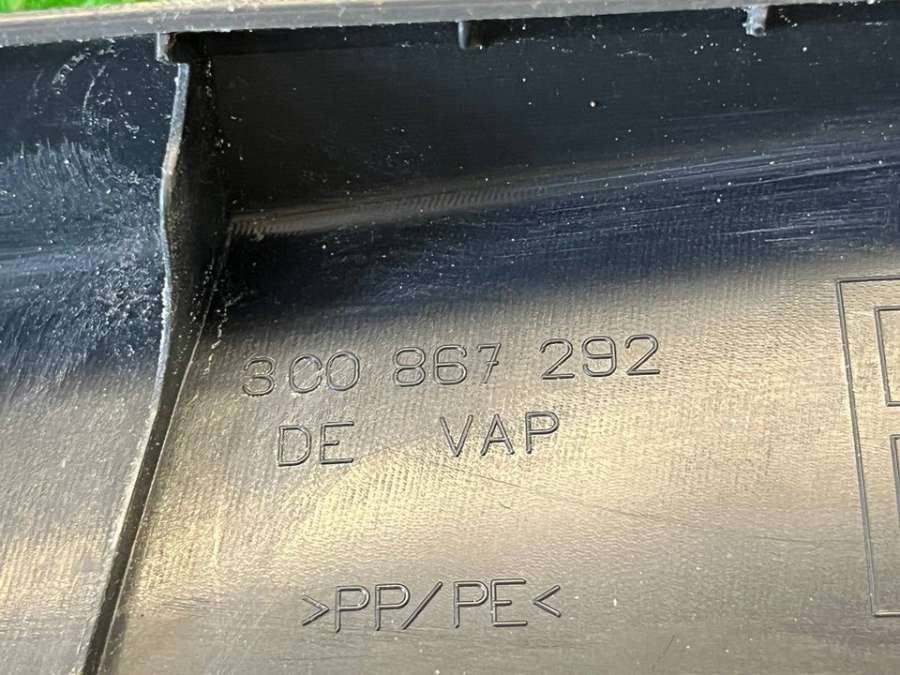 3C0 867 292
DE VAP
>PP/PE<